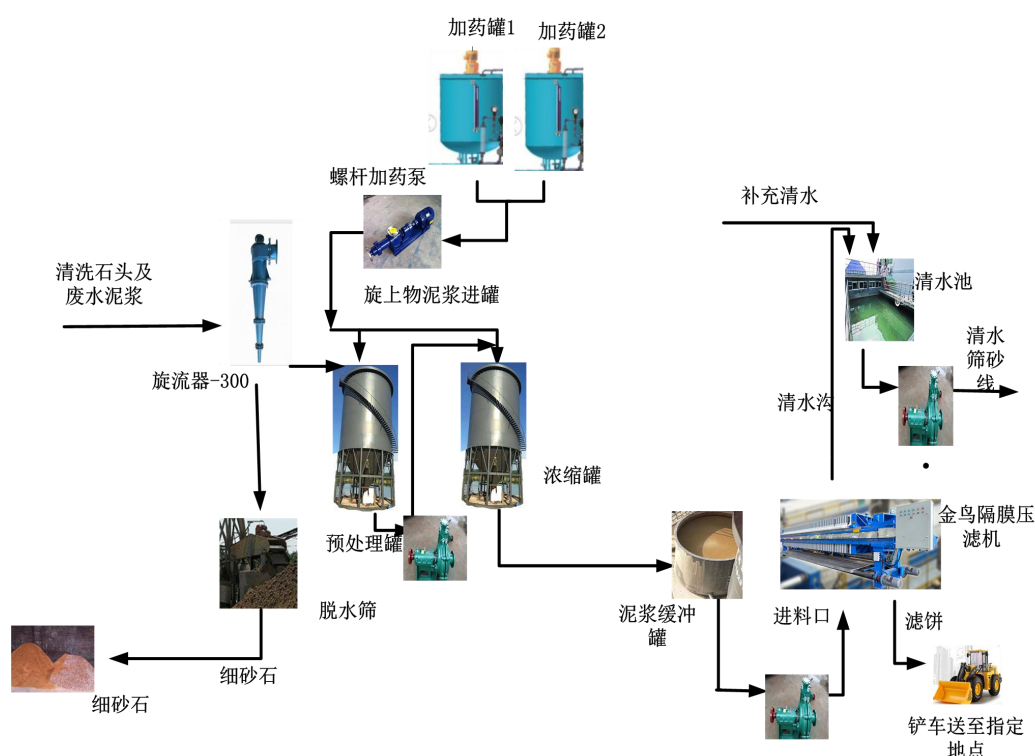 加药罐1
加药罐2
螺杆加药泵
补充清水
清洗石头及
废水泥浆
旋上物泥浆进罐
清水池
旋流器-300
清水
筛砂
线
清水沟
浓缩罐
预处理罐
金鸟隔膜压
滤机
脱水筛
泥浆缓冲
罐
进料口
滤饼
细砂石
细砂石
铲车送至指定
地点